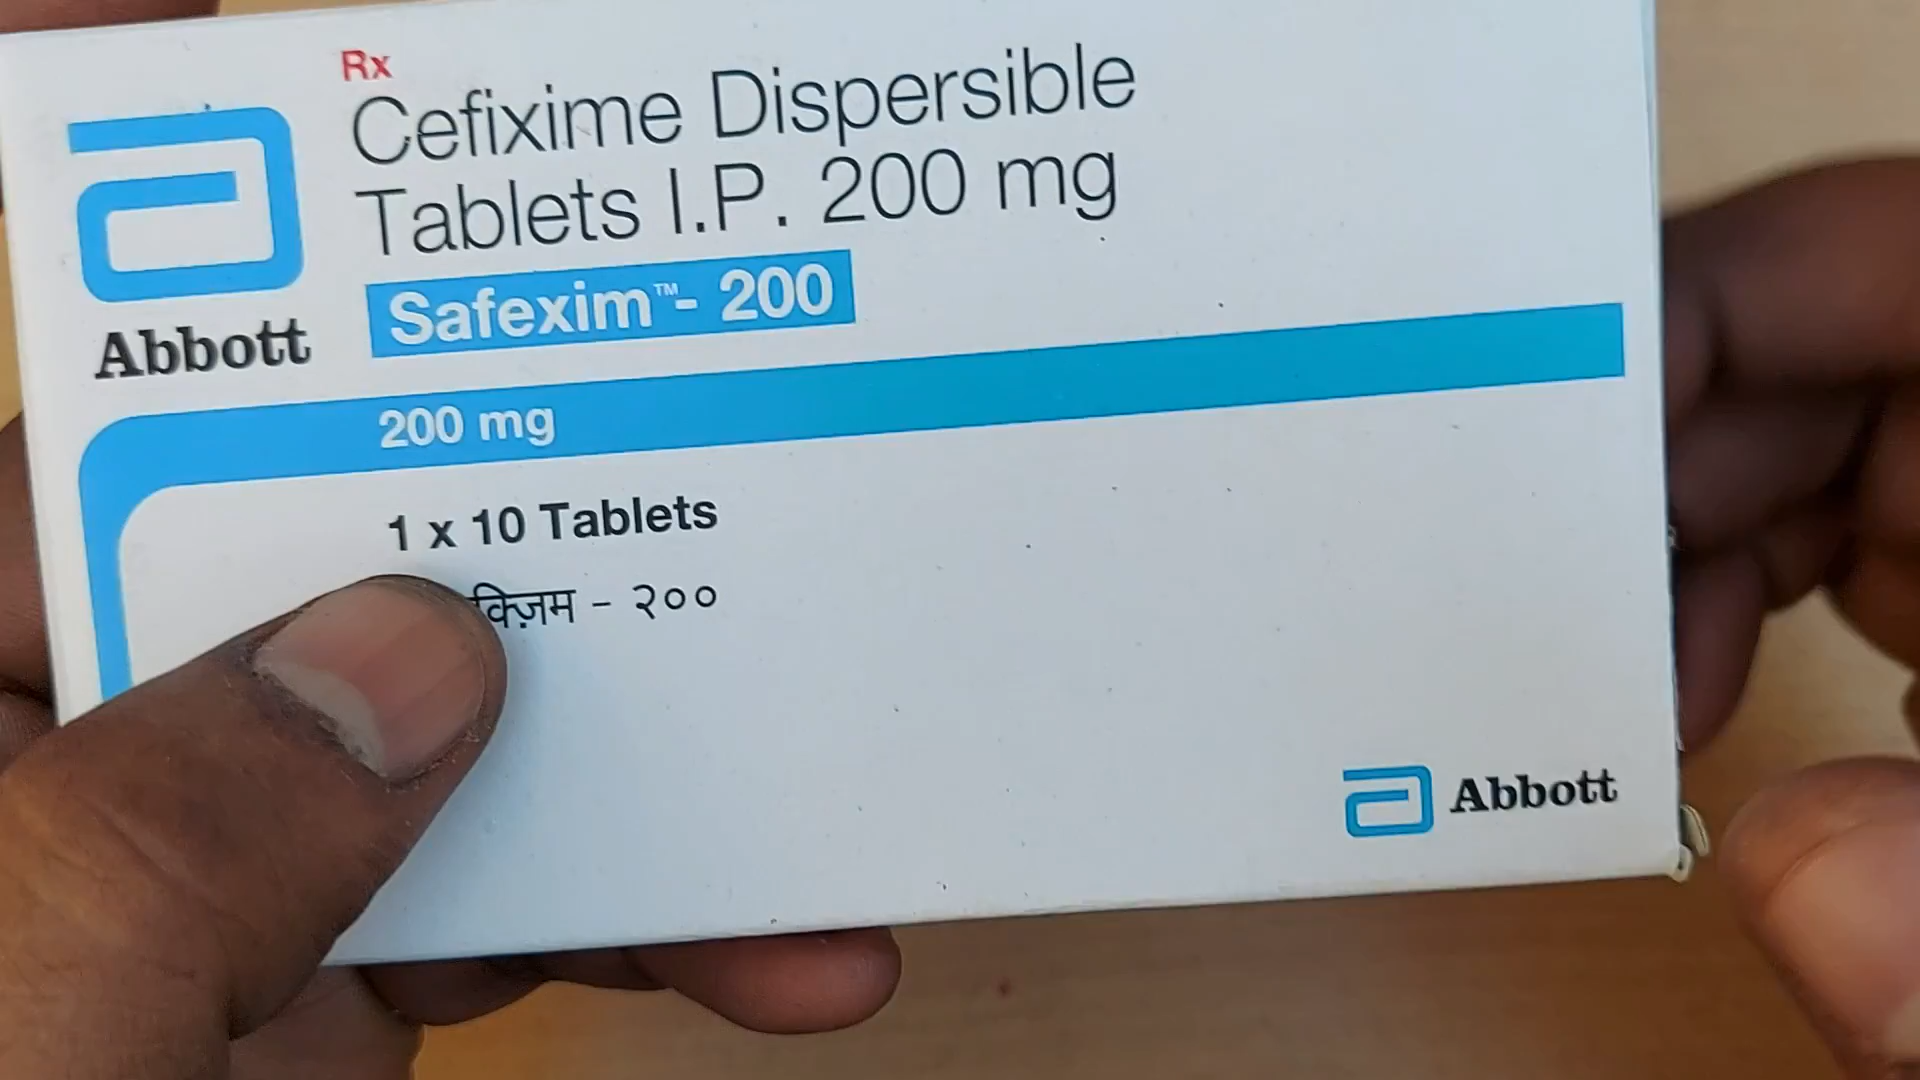 Rx
Cefixime Dispersible
Tablets I.P. 200 mg
Safexim™- 200
Abbott
200 mg
1 x 10 Tablets
- २००
Abbott